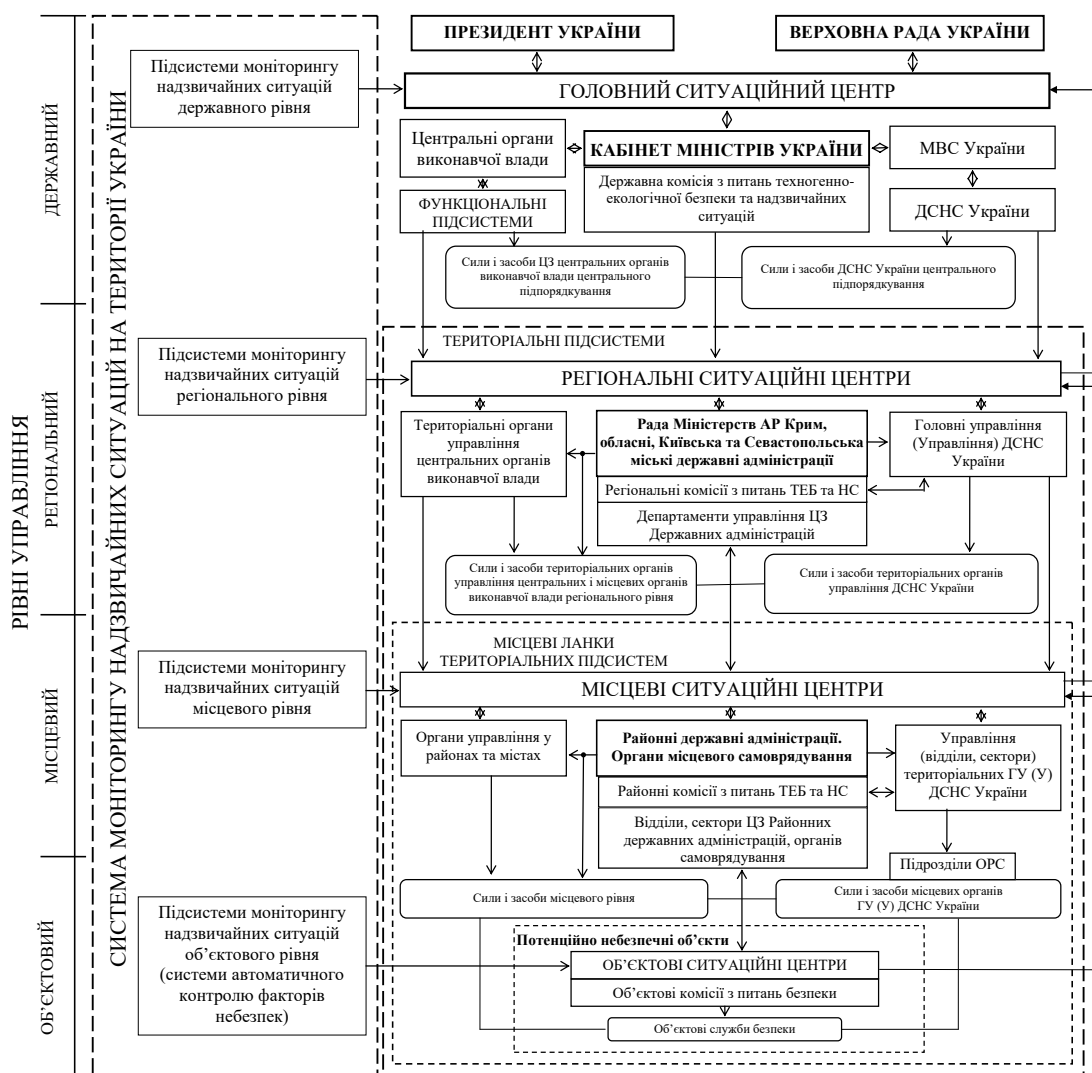 РІВНІ УПРАВЛІННЯ
ДЕРЖАВНИЙ
РЕГІОНАЛЬНИЙ
МІСЦЕВИЙ
ОБ’ЄКТОВИЙ
СИСТЕМА МОНІТОРИНГУ НАДЗВИЧАЙНИХ СИТУАЦІЙ НА ТЕРИТОРІЇ УКРАЇНИ
ПРЕЗИДЕНТ УКРАЇНИ
ВЕРХОВНА РАДА УКРАЇНИ
Підсистеми моніторингу
надзвичайних ситуацій
державного рівня
ГОЛОВНИЙ СИТУАЦІЙНИЙ ЦЕНТР
Центральні органи
виконавчої влади
КАБІНЕТ МІНІСТРІВ УКРАЇНИ
МВС України
Державна комісія з питань техногенно-
екологічної безпеки та надзвичайних
ситуацій
ФУНКЦІОНАЛЬНІ
ПІДСИСТЕМИ
ДСНС України
Сили і засоби ЦЗ центральних органів
виконавчої влади центрального
підпорядкування
Сили і засоби ДСНС України центрального
підпорядкування
ТЕРИТОРІАЛЬНІ ПІДСИСТЕМИ
Підсистеми моніторингу
надзвичайних ситуацій
регіонального рівня
РЕГІОНАЛЬНІ СИТУАЦІЙНІ ЦЕНТРИ
Територіальні органи
управління
центральних органів
виконавчої влади
Рада Міністерств АР Крим,
обласні, Київська та Севастопольська
міські державні адміністрації
Головні управління
(Управління) ДСНС
України
Регіональні комісії з питань ТЕБ та НС
Департаменти управління ЦЗ
Державних адміністрацій
Сили і засоби територіальних органів
управління центральних і місцевих органів
виконавчої влади регіонального рівня
Сили і засоби територіальних органів
управління ДСНС України
МІСЦЕВІ ЛАНКИ
ТЕРИТОРІАЛЬНИХ ПІДСИСТЕМ
Підсистеми моніторингу
надзвичайних ситуацій
місцевого рівня
МІСЦЕВІ СИТУАЦІЙНІ ЦЕНТРИ
Органи управління у
районах та містах
Районні державні адміністрації.
Органи місцевого самоврядування
Управління
(відділи, сектори)
територіальних ГУ (У)
ДСНС України
Районні комісії з питань ТЕБ та НС
Відділи, сектори ЦЗ Районних
державних адміністрацій, органів
самоврядування
Підрозділи ОРС
Сили і засоби місцевого рівня
Сили і засоби місцевих органів
ГУ (У) ДСНС України
Підсистеми моніторингу
надзвичайних ситуацій
об’єктового рівня
(системи автоматичного
контролю факторів
небезпек)
Потенційно небезпечні об’єкти
ОБ’ЄКТОВІ СИТУАЦІЙНІ ЦЕНТРИ
Об’єктові комісії з питань безпеки
Об’єктові служби безпеки